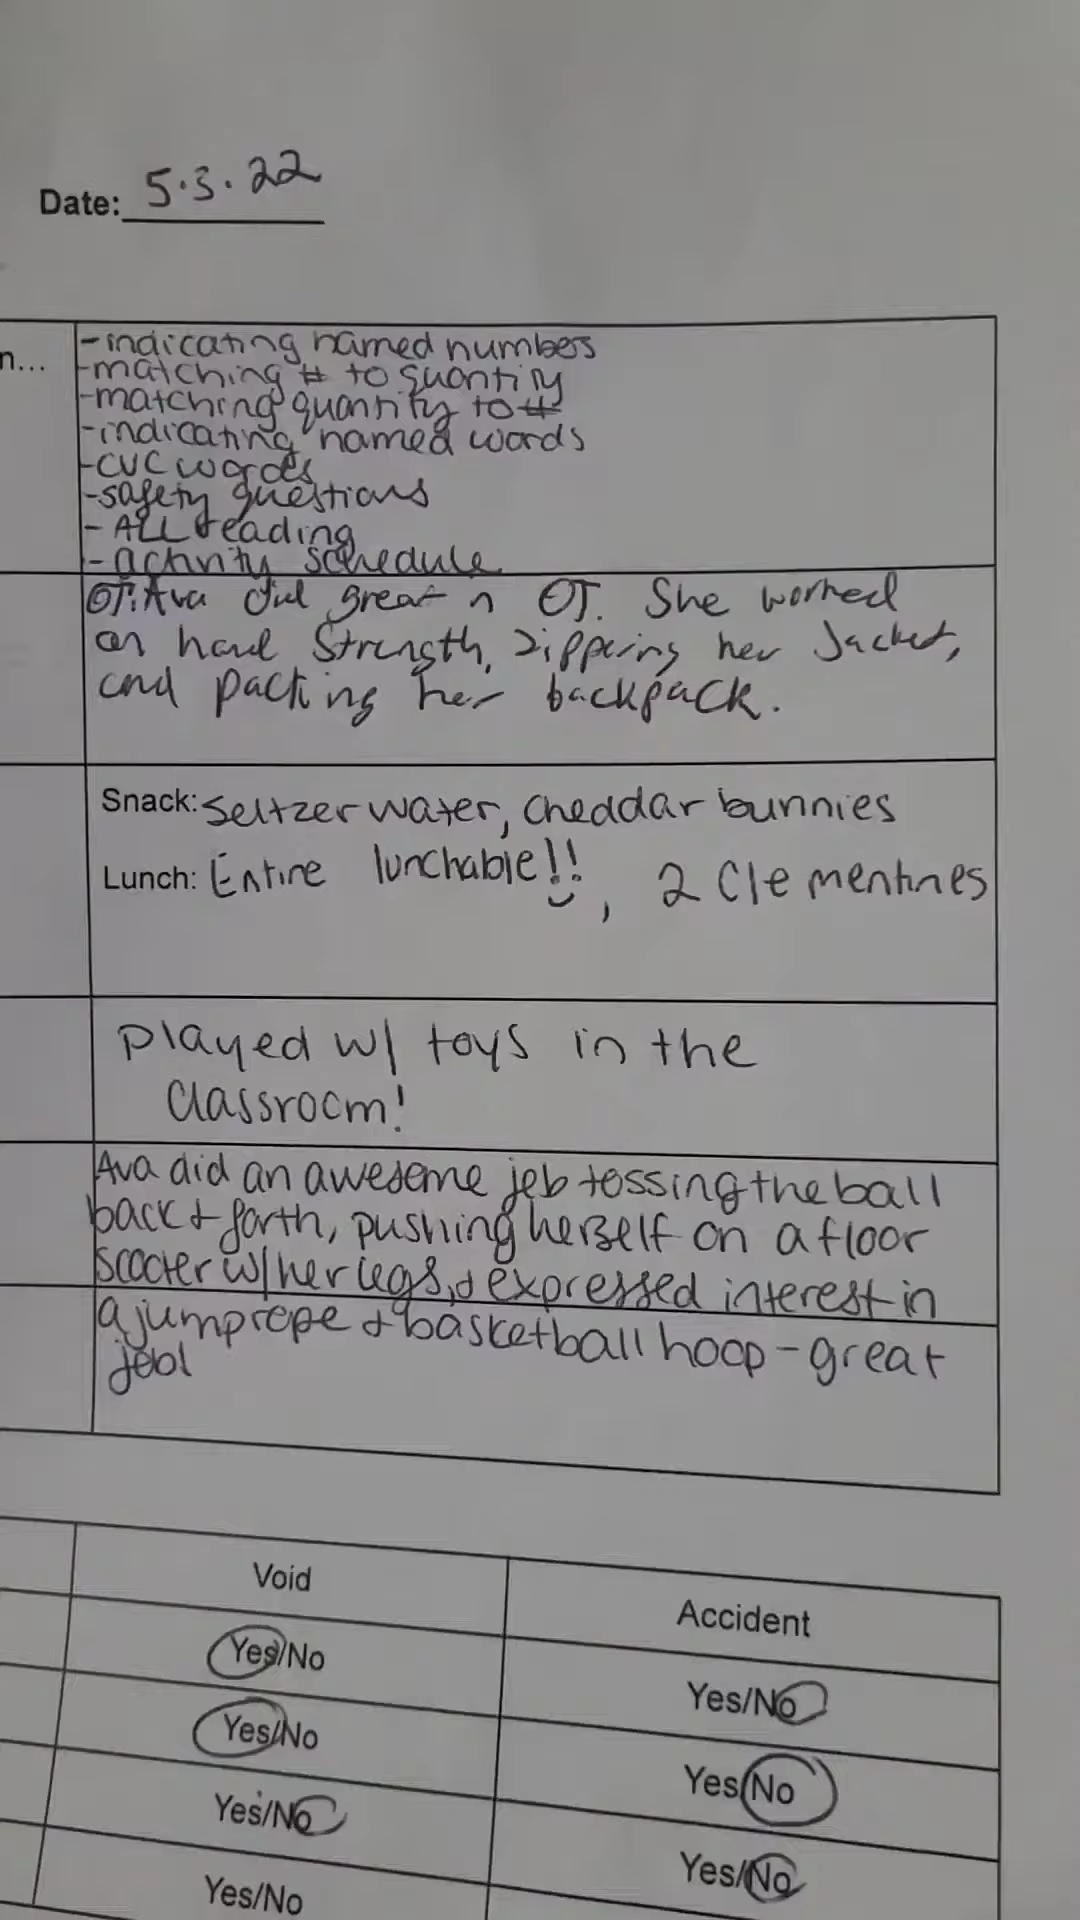 Date: 5.3.22
n...
-indicating named numbers
-matching # to quantity
-matching quantity to #
-indicating named words
-CVC words
-safety questions
- ALL reading
- activity schedule
OT: Ava did great in OT. She worked
on hand strength, zippering her Jacket,
and packing her backpack.
Snack: seltzer water, cheddar bunnies
Lunch: Entire lunchable!!, 2 Clementines
played w/ toys in the
classroom!
Ava did an awesome job tossing the ball
back + forth, pushing herself on a floor
scooter w/ her legs, + expressed interest in
a jumprope + basketball hoop - great
job!
Void
Accident
Yes/No
Yes/No
Yes/No
Yes/No
Yes/No
Yes/No
Yes/No